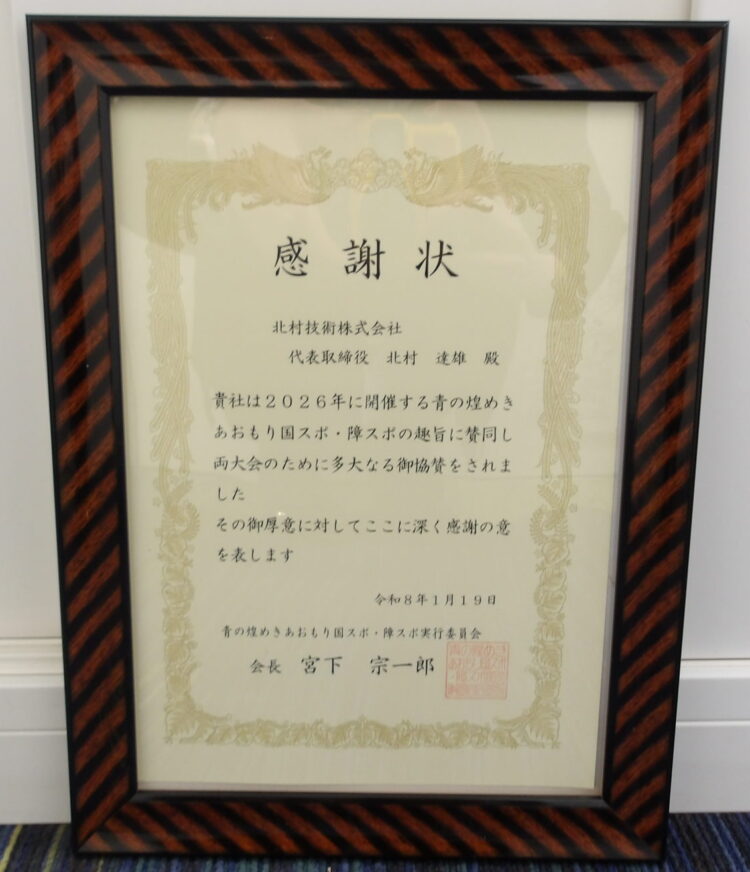 感謝状
北村技術株式会社
代表取締役 北村 達雄 殿
貴社は2026年に開催する青の煌めき
あおもり国スポ・障スポの趣旨に賛同し
両大会のために多大なる御協賛をされま
した
その御厚意に対してここに深く感謝の意
を表します
令和8年1月19日
青の煌めきあおもり国スポ・障スポ実行委員会
会長 宮下 宗一郎